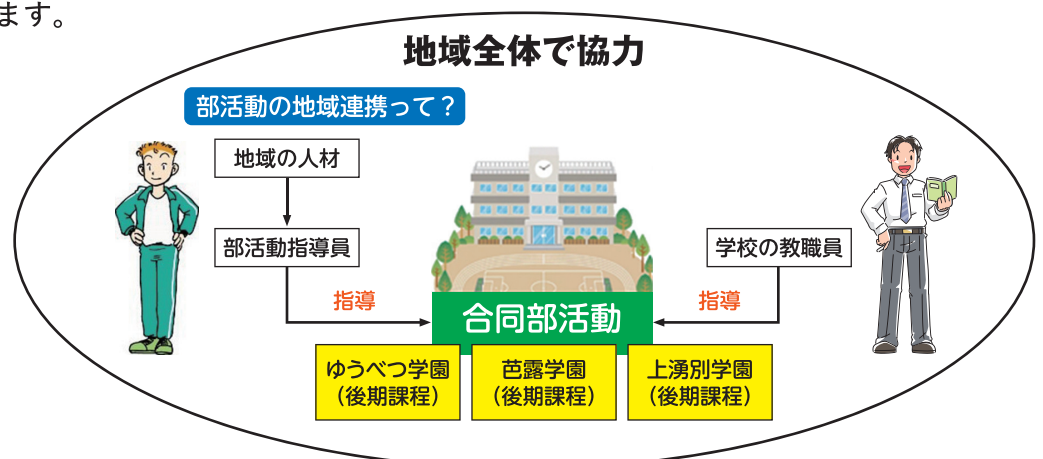 ます。
地域全体で協力
部活動の地域連携って？
地域の人材
部活動指導員
学校の教職員
指導
指導
合同部活動
ゆうべつ学園
（後期課程）
芭露学園
（後期課程）
上湧別学園
（後期課程）